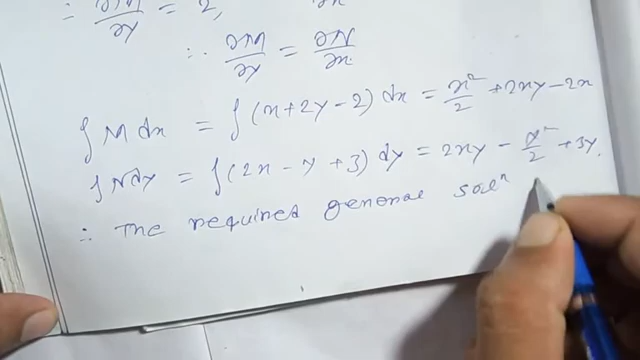 ∴ ∂M/∂y = 2,
∴ ∂M/∂y = ∂N/∂x
∫ M dx = ∫ (x + 2y − 2) dx = x²/2 + 2xy − 2x
∫ N dy = ∫ (2x − y + 3) dy = 2xy − y²/2 + 3y.
∴ The required general solⁿ